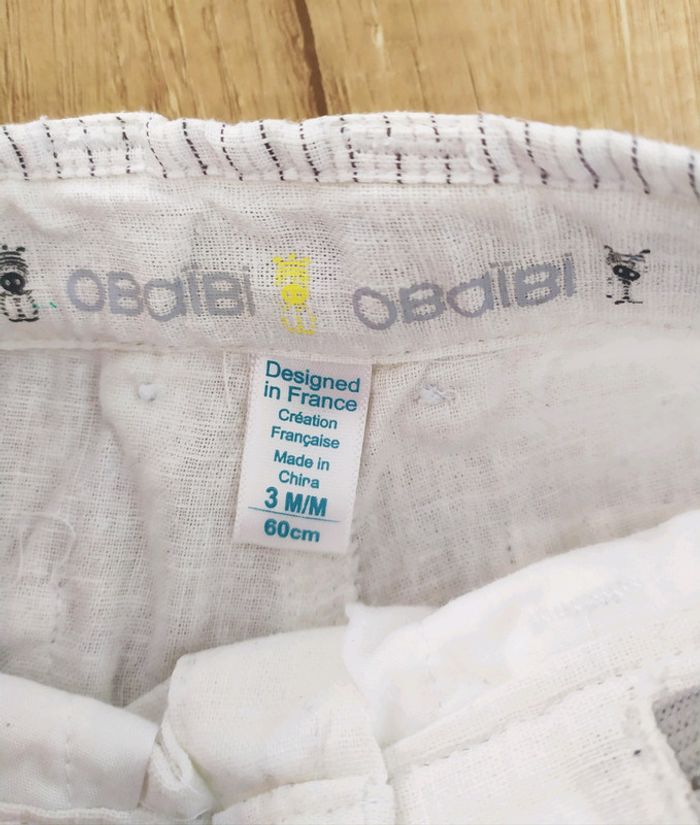 OBaïBi OBaïBi
Designed
in France
Création
Française
Made in
China
3 M/M
60cm